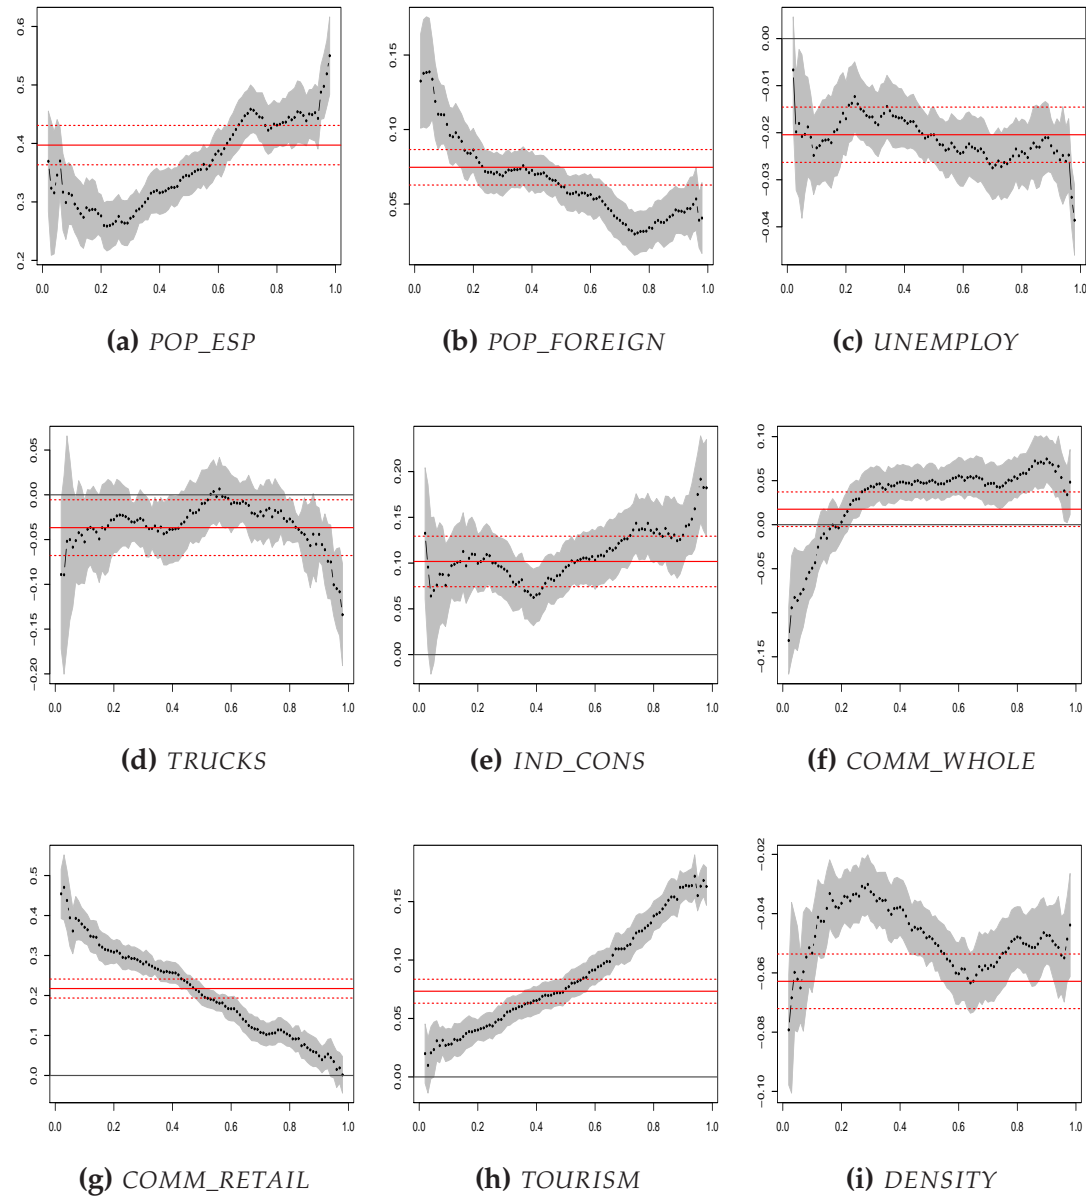 0.2 0.3 0.4 0.5 0.6
0.0 0.2 0.4 0.6 0.8 1.0
(a) POP_ESP
0.05 0.10 0.15
0.0 0.2 0.4 0.6 0.8 1.0
(b) POP_FOREIGN
−0.04 −0.03 −0.02 −0.01 0.00
0.0 0.2 0.4 0.6 0.8 1.0
(c) UNEMPLOY
−0.20 −0.15 −0.10 −0.05 0.00 0.05
0.0 0.2 0.4 0.6 0.8 1.0
(d) TRUCKS
0.00 0.05 0.10 0.15 0.20
0.0 0.2 0.4 0.6 0.8 1.0
(e) IND_CONS
−0.15 −0.05 0.00 0.05 0.10
0.0 0.2 0.4 0.6 0.8 1.0
(f) COMM_WHOLE
0.0 0.1 0.2 0.3 0.4 0.5
0.0 0.2 0.4 0.6 0.8 1.0
(g) COMM_RETAIL
0.00 0.05 0.10 0.15
0.0 0.2 0.4 0.6 0.8 1.0
(h) TOURISM
−0.10 −0.08 −0.06 −0.04 −0.02
0.0 0.2 0.4 0.6 0.8 1.0
(i) DENSITY